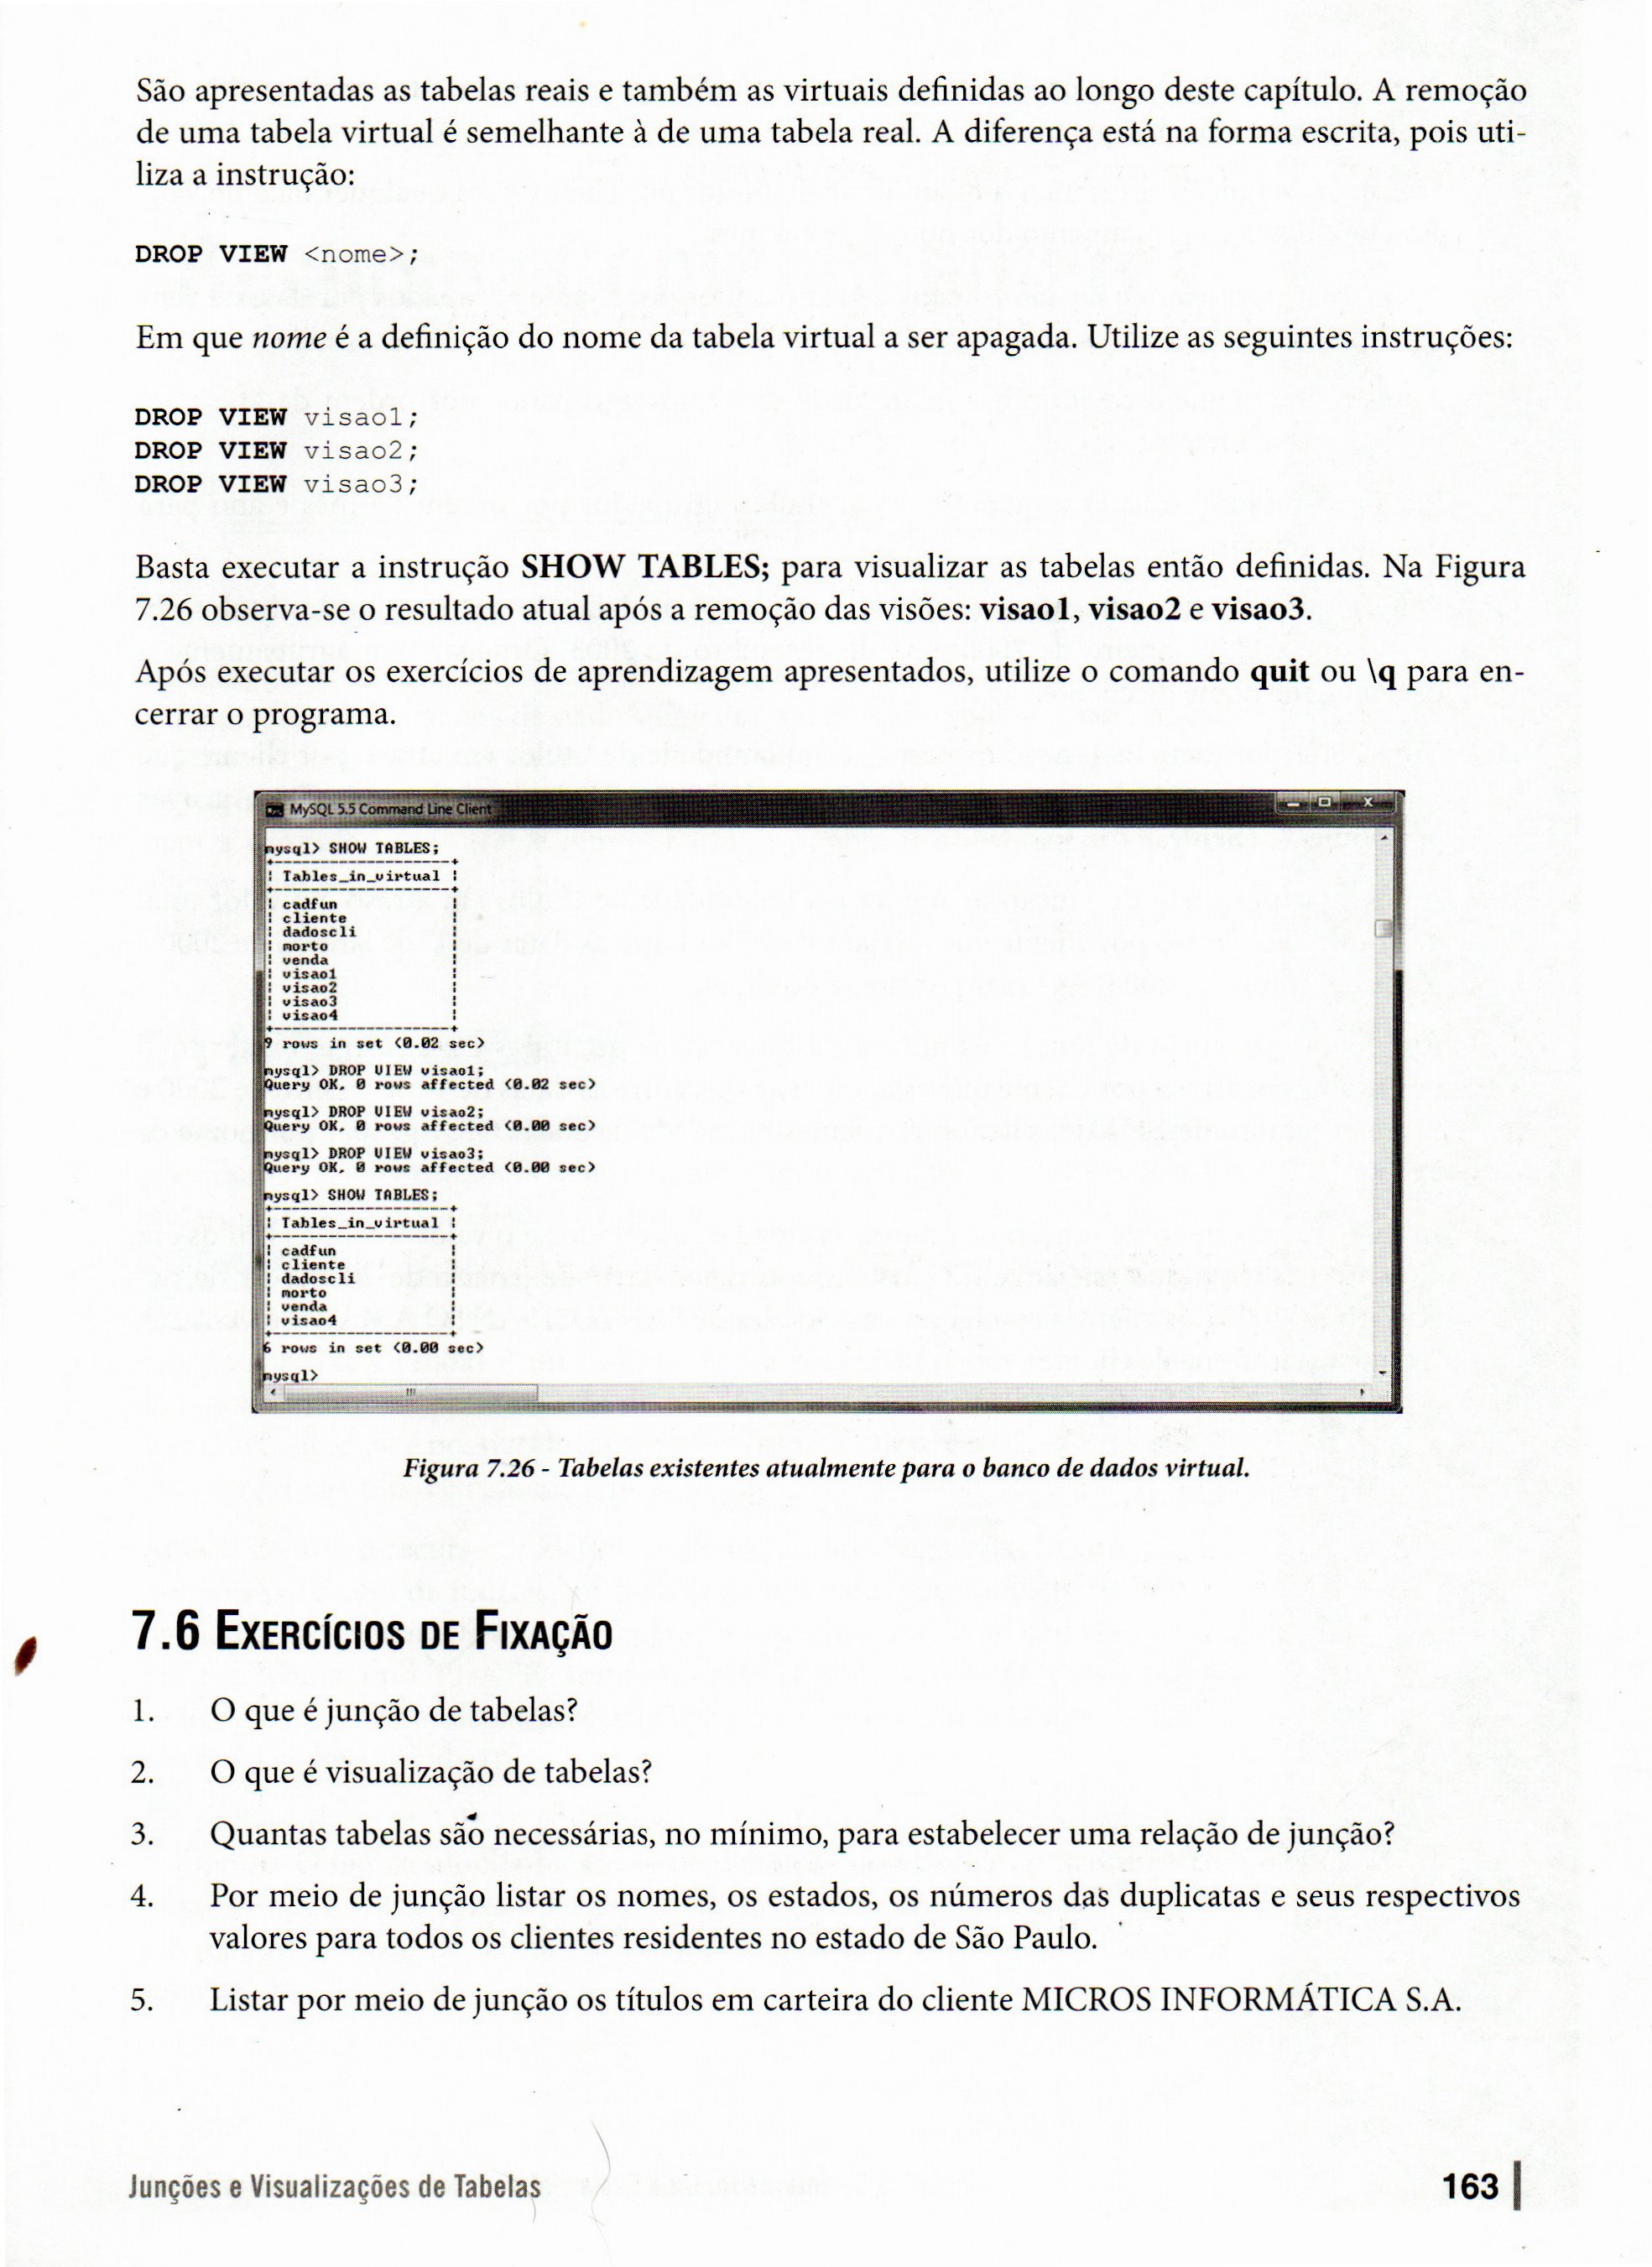 São apresentadas as tabelas reais e também as virtuais definidas ao longo deste capítulo. A remoção
de uma tabela virtual é semelhante à de uma tabela real. A diferença está na forma escrita, pois uti-
liza a instrução:
DROP VIEW <nome>;
Em que nome é a definição do nome da tabela virtual a ser apagada. Utilize as seguintes instruções:
DROP VIEW visao1;
DROP VIEW visao2;
DROP VIEW visao3;
Basta executar a instrução SHOW TABLES; para visualizar as tabelas então definidas. Na Figura
7.26 observa-se o resultado atual após a remoção das visões: visao1, visao2 e visao3.
Após executar os exercícios de aprendizagem apresentados, utilize o comando quit ou \q para en-
cerrar o programa.
MySQL 5.5 Command Line Client
mysql> SHOW TABLES;
+-------------------+
| Tables_in_virtual |
+-------------------+
| cadfun |
| cliente |
| dadoscli |
| morto |
| venda |
| visao1 |
| visao2 |
| visao3 |
| visao4 |
+-------------------+
9 rows in set (0.02 sec)
mysql> DROP VIEW visao1;
Query OK, 0 rows affected (0.02 sec)
mysql> DROP VIEW visao2;
Query OK, 0 rows affected (0.00 sec)
mysql> DROP VIEW visao3;
Query OK, 0 rows affected (0.00 sec)
mysql> SHOW TABLES;
+-------------------+
| Tables_in_virtual |
+-------------------+
| cadfun |
| cliente |
| dadoscli |
| morto |
| venda |
| visao4 |
+-------------------+
6 rows in set (0.00 sec)
mysql>
Figura 7.26 - Tabelas existentes atualmente para o banco de dados virtual.
7.6 Exercícios de Fixação
1. O que é junção de tabelas?
2. O que é visualização de tabelas?
3. Quantas tabelas são necessárias, no mínimo, para estabelecer uma relação de junção?
4. Por meio de junção listar os nomes, os estados, os números das duplicatas e seus respectivos
valores para todos os clientes residentes no estado de São Paulo.
5. Listar por meio de junção os títulos em carteira do cliente MICROS INFORMÁTICA S.A.
Junções e Visualizações de Tabelas
163